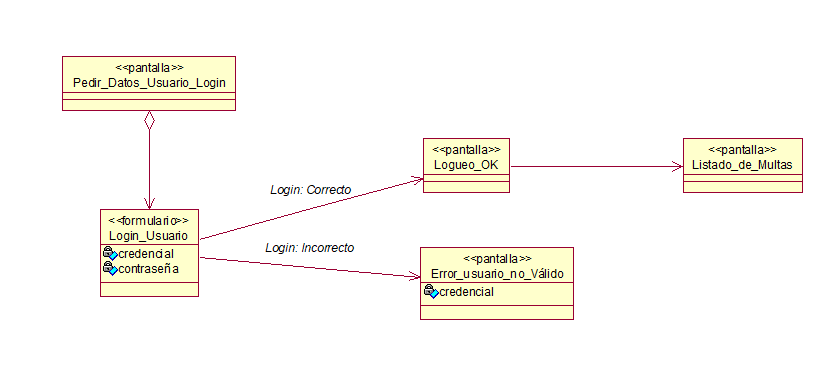 <<pantalla>>
Pedir_Datos_Usuario_Login
<<pantalla>>
Logueo_OK
<<pantalla>>
Listado_de_Multas
Login: Correcto
<<formulario>>
Login_Usuario
credencial
contraseña
Login: Incorrecto
<<pantalla>>
Error_usuario_no_Válido
credencial